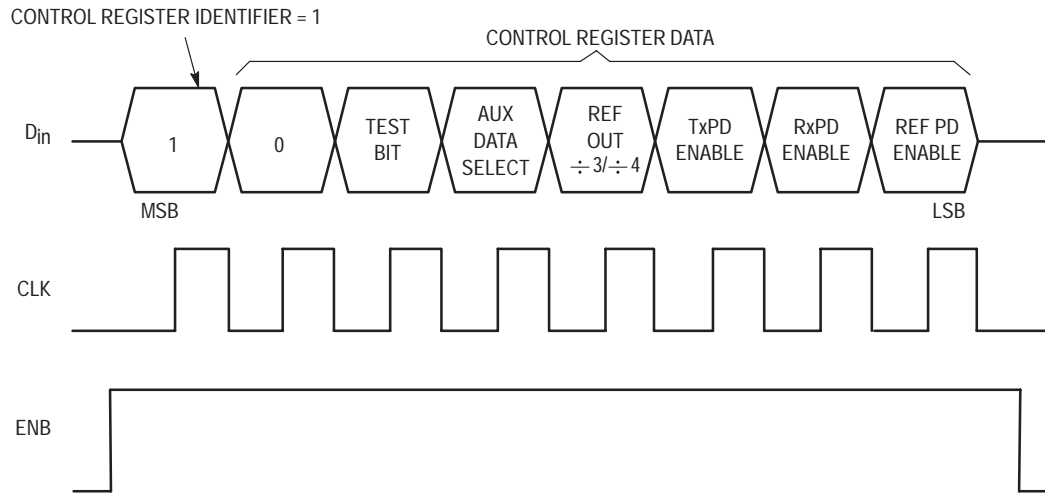 CONTROL REGISTER IDENTIFIER = 1
CONTROL REGISTER DATA
Din
1
0
TEST
BIT
AUX
DATA
SELECT
REF
OUT
÷3/÷4
TxPD
ENABLE
RxPD
ENABLE
REF PD
ENABLE
MSB
LSB
CLK
ENB